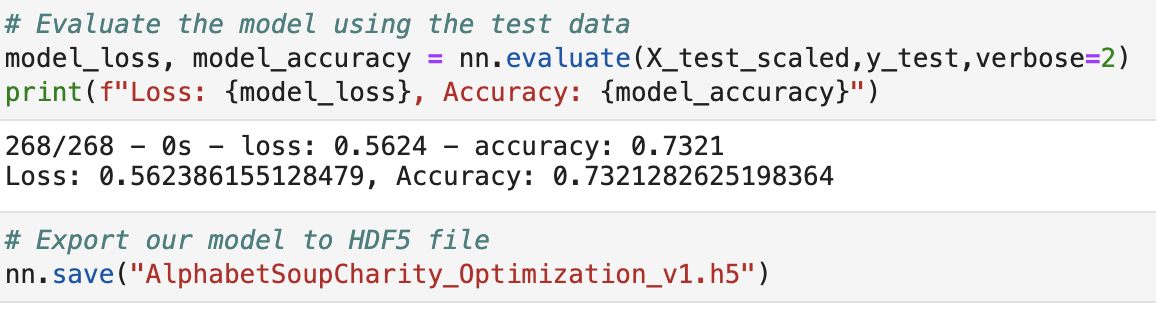 # Evaluate the model using the test data
model_loss, model_accuracy = nn.evaluate(X_test_scaled,y_test,verbose=2)
print(f"Loss: {model_loss}, Accuracy: {model_accuracy}")
268/268 - 0s - loss: 0.5624 - accuracy: 0.7321
Loss: 0.562386155128479, Accuracy: 0.7321282625198364
# Export our model to HDF5 file
nn.save("AlphabetSoupCharity_Optimization_v1.h5")